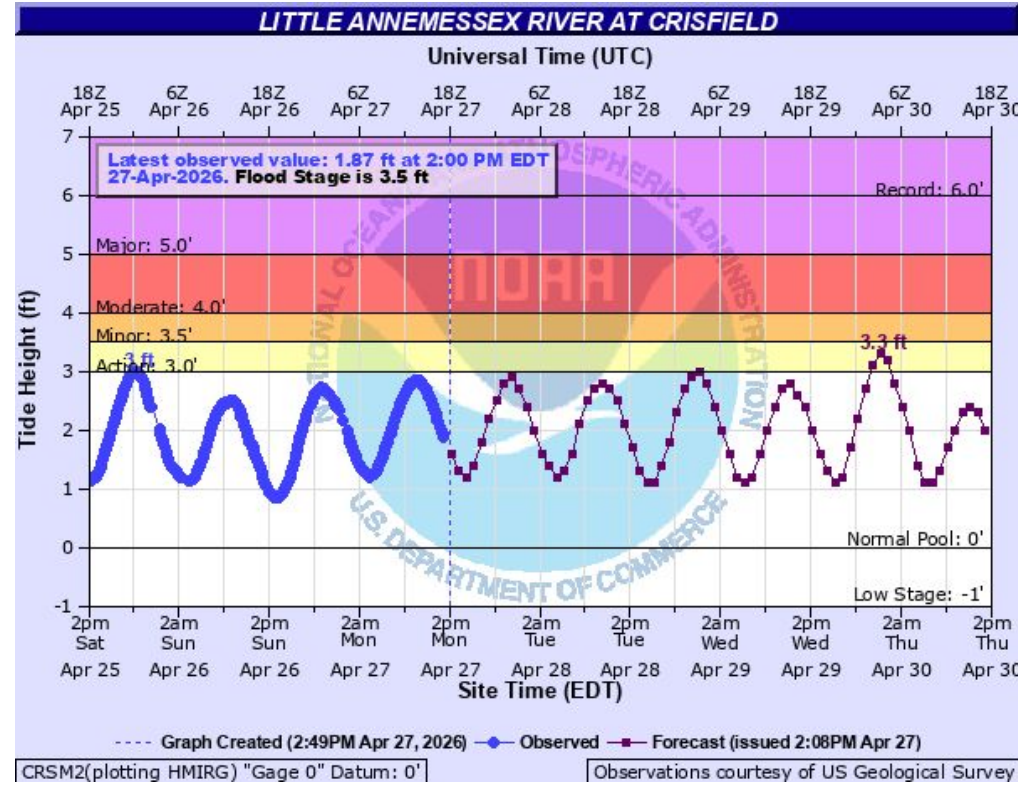 LITTLE ANNEMESSEX RIVER AT CRISFIELD
Universal Time (UTC)
18Z 6Z 18Z 6Z 18Z 6Z 18Z 6Z 18Z 6Z 18Z
Apr 25 Apr 26 Apr 26 Apr 27 Apr 27 Apr 28 Apr 28 Apr 29 Apr 29 Apr 30 Apr 30
7
Latest observed value: 1.87 ft at 2:00 PM EDT
27-Apr-2026. Flood Stage is 3.5 ft
6
Record: 6.0'
Major: 5.0'
5
Moderate: 4.0'
4
Minor: 3.5'
3.3 ft
3 ft
Action: 3.0'
3
2
1
Normal Pool: 0'
0
Low Stage: -1'
-1
Tide Height (ft)
NATIONAL OCEANIC AND ATMOSPHERIC ADMINISTRATION
NOAA
U.S. DEPARTMENT OF COMMERCE
2pm 2am 2pm 2am 2pm 2am 2pm 2am 2pm 2am 2pm
Sat Sun Sun Mon Mon Tue Tue Wed Wed Thu Thu
Apr 25 Apr 26 Apr 26 Apr 27 Apr 27 Apr 28 Apr 28 Apr 29 Apr 29 Apr 30 Apr 30
Site Time (EDT)
Graph Created (2:49PM Apr 27, 2026) Observed Forecast (issued 2:08PM Apr 27)
CRSM2(plotting HMIRG) "Gage 0" Datum: 0'
Observations courtesy of US Geological Survey